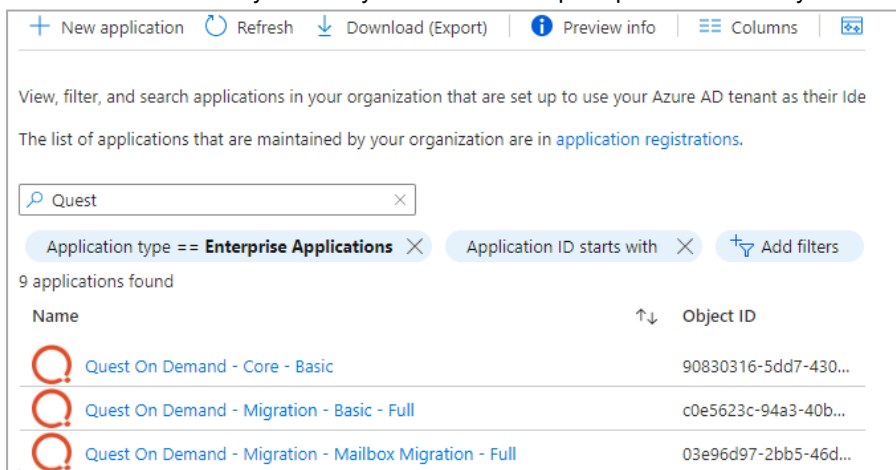 New application Refresh Download (Export) Preview info Columns
View, filter, and search applications in your organization that are set up to use your Azure AD tenant as their Ide
The list of applications that are maintained by your organization are in application registrations.
Quest
Application type == Enterprise Applications Application ID starts with Add filters
9 applications found
Name Object ID
Quest On Demand - Core - Basic 90830316-5dd7-430...
Quest On Demand - Migration - Basic - Full c0e5623c-94a3-40b...
Quest On Demand - Migration - Mailbox Migration - Full 03e96d97-2bb5-46d...